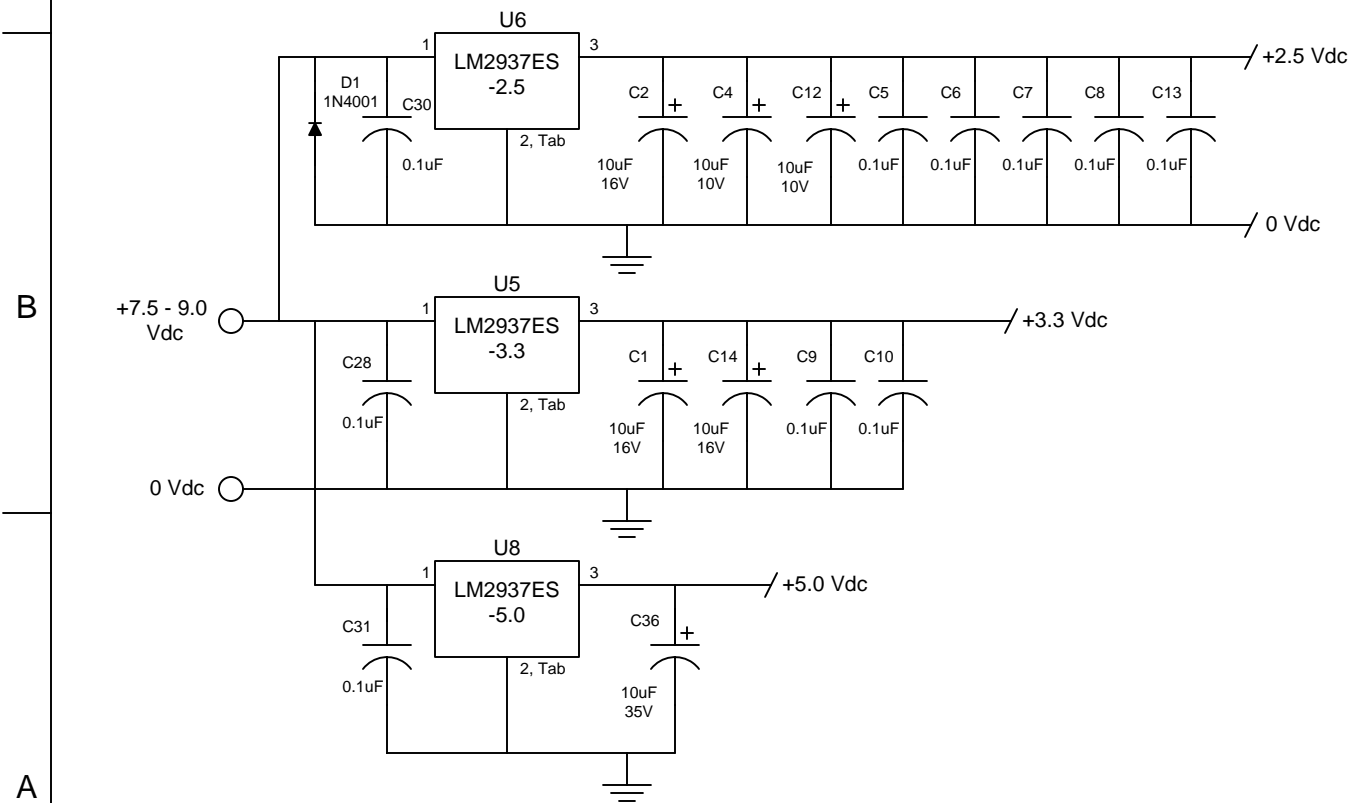 U6
1
LM2937ES
-2.5
3
2, Tab
D1
1N4001
C30
0.1uF
C2
+
10uF
16V
C4
+
10uF
10V
C12
+
10uF
10V
C5
0.1uF
C6
0.1uF
C7
0.1uF
C8
0.1uF
C13
0.1uF
+2.5 Vdc
0 Vdc
B
+7.5 - 9.0
Vdc
U5
1
LM2937ES
-3.3
3
2, Tab
C28
0.1uF
C1
+
10uF
16V
C14
+
10uF
16V
C9
0.1uF
C10
0.1uF
+3.3 Vdc
0 Vdc
U8
1
LM2937ES
-5.0
3
2, Tab
C31
0.1uF
C36
+
10uF
35V
+5.0 Vdc
A